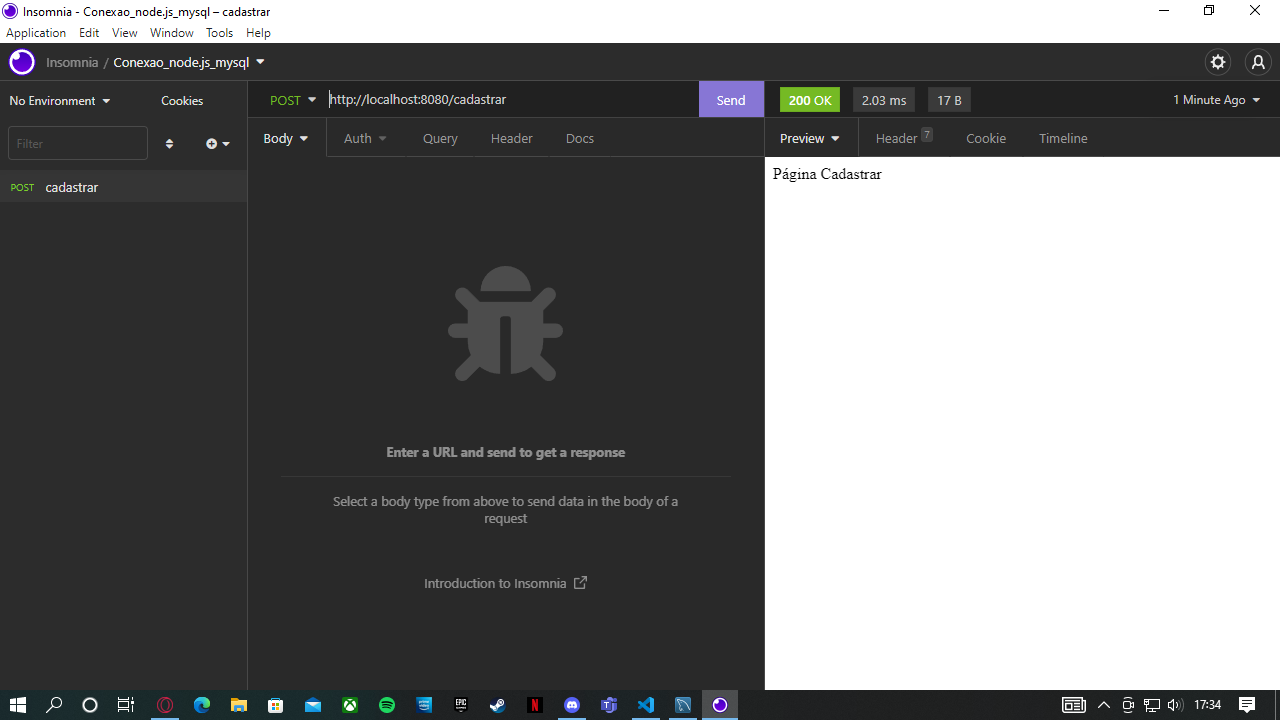 Insomnia - Conexao_node.js_mysql – cadastrar
Application Edit View Window Tools Help
Insomnia / Conexao_node.js_mysql
No Environment Cookies
POST http://localhost:8080/cadastrar Send
200 OK 2.03 ms 17 B 1 Minute Ago
Filter
Body Auth Query Header Docs
Preview Header 7 Cookie Timeline
POST cadastrar
Página Cadastrar
Enter a URL and send to get a response
Select a body type from above to send data in the body of a
request
Introduction to Insomnia
EPIC
N
17:34